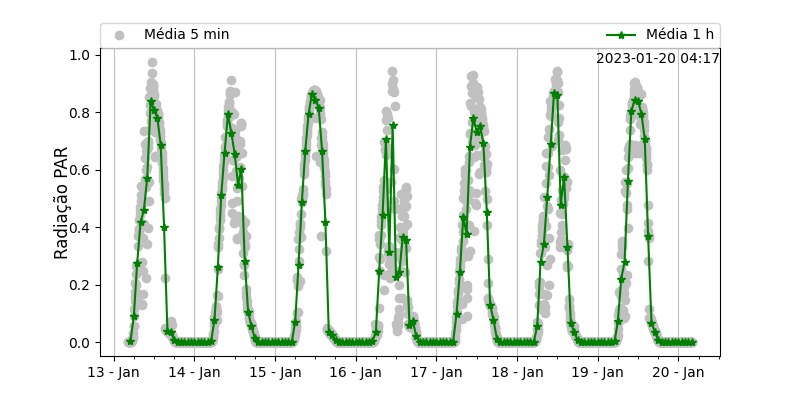 Média 5 min
Média 1 h
2023-01-20 04:17
Radiação PAR
1.0
0.8
0.6
0.4
0.2
0.0
13 - Jan
14 - Jan
15 - Jan
16 - Jan
17 - Jan
18 - Jan
19 - Jan
20 - Jan